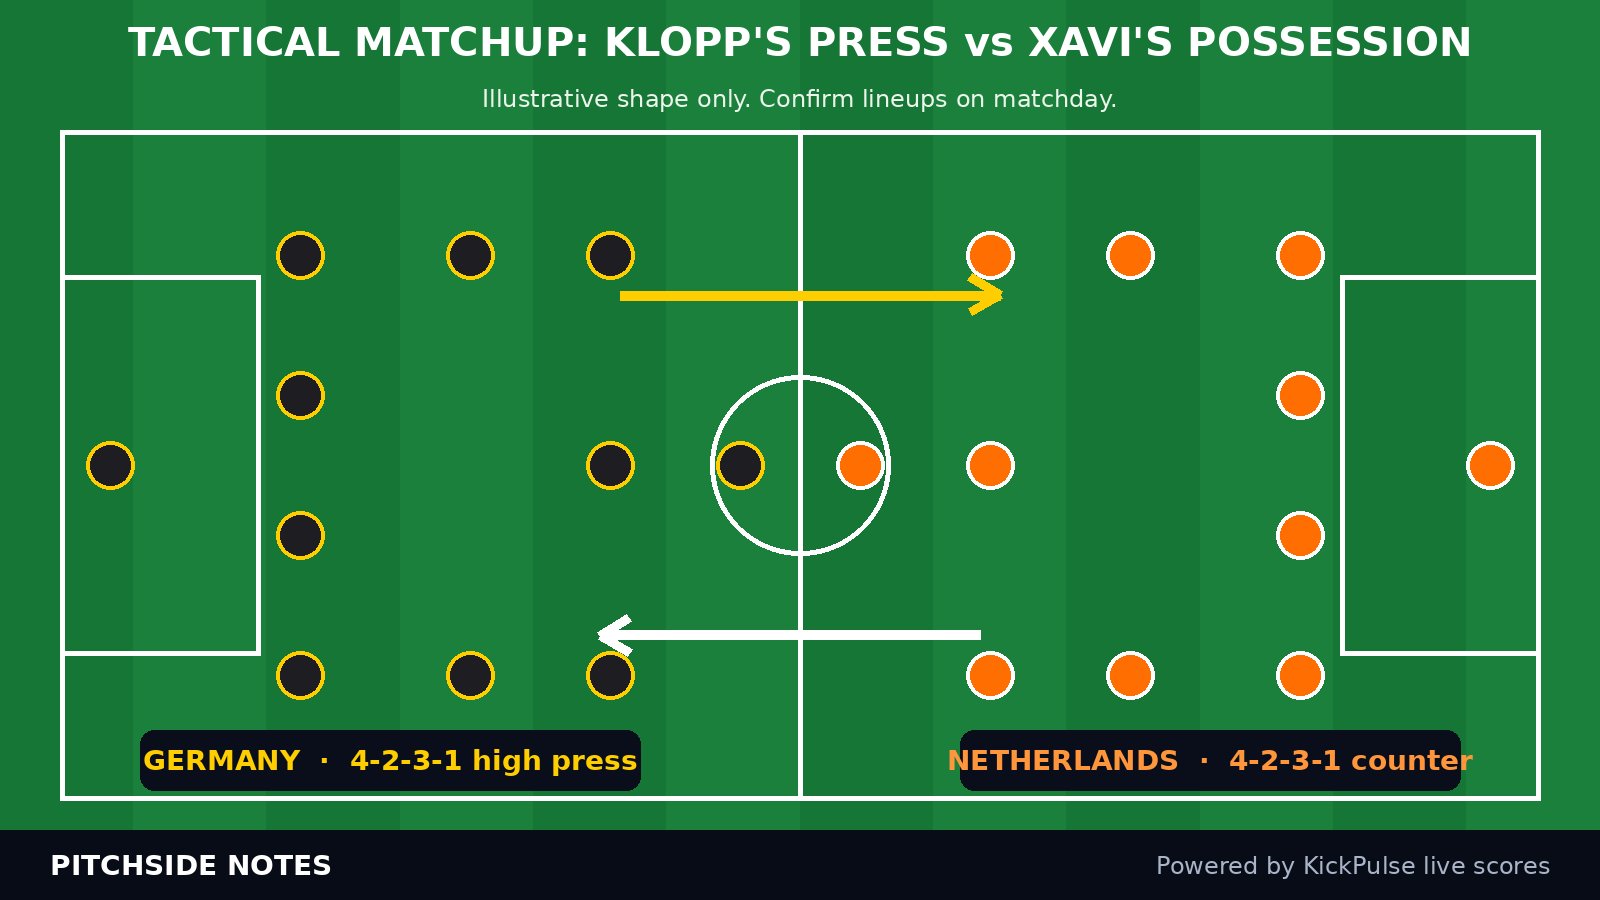 TACTICAL MATCHUP: KLOPP'S PRESS vs XAVI'S POSSESSION
Illustrative shape only. Confirm lineups on matchday.
GERMANY · 4-2-3-1 high press
NETHERLANDS · 4-2-3-1 counter
PITCHSIDE NOTES
Powered by KickPulse live scores